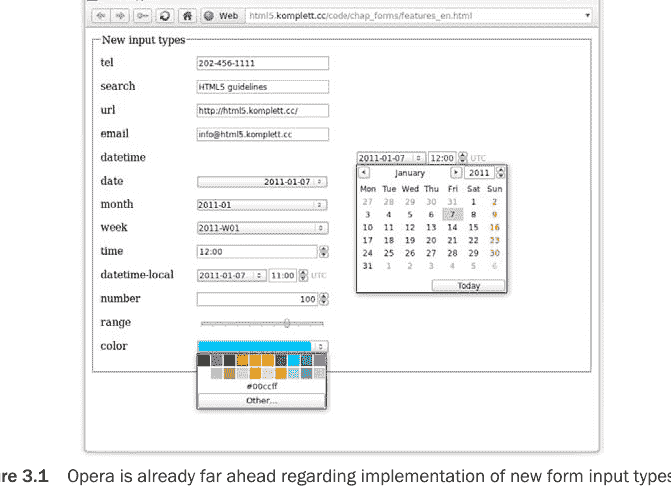 Web html5.komplett.cc/code/chap_forms/features_en.html
New input types
tel 202-456-1111
search HTML5 guidelines
url http://html5.komplett.cc/
email info@html5.komplett.cc
datetime 2011-01-07 12:00 UTC
January 2011
Mon Tue Wed Thu Fri Sat Sun
27 28 29 30 31 1 2
3 4 5 6 7 8 9
10 11 12 13 14 15 16
17 18 19 20 21 22 23
24 25 26 27 28 29 30
31 1 2 3 4 5 6
Today
date 2011-01-07
month 2011-01
week 2011-W01
time 12:00
datetime-local 2011-01-07 11:00 UTC
number 100
range
color
#00ccff
Other...
re 3.1 Opera is already far ahead regarding implementation of new form input types